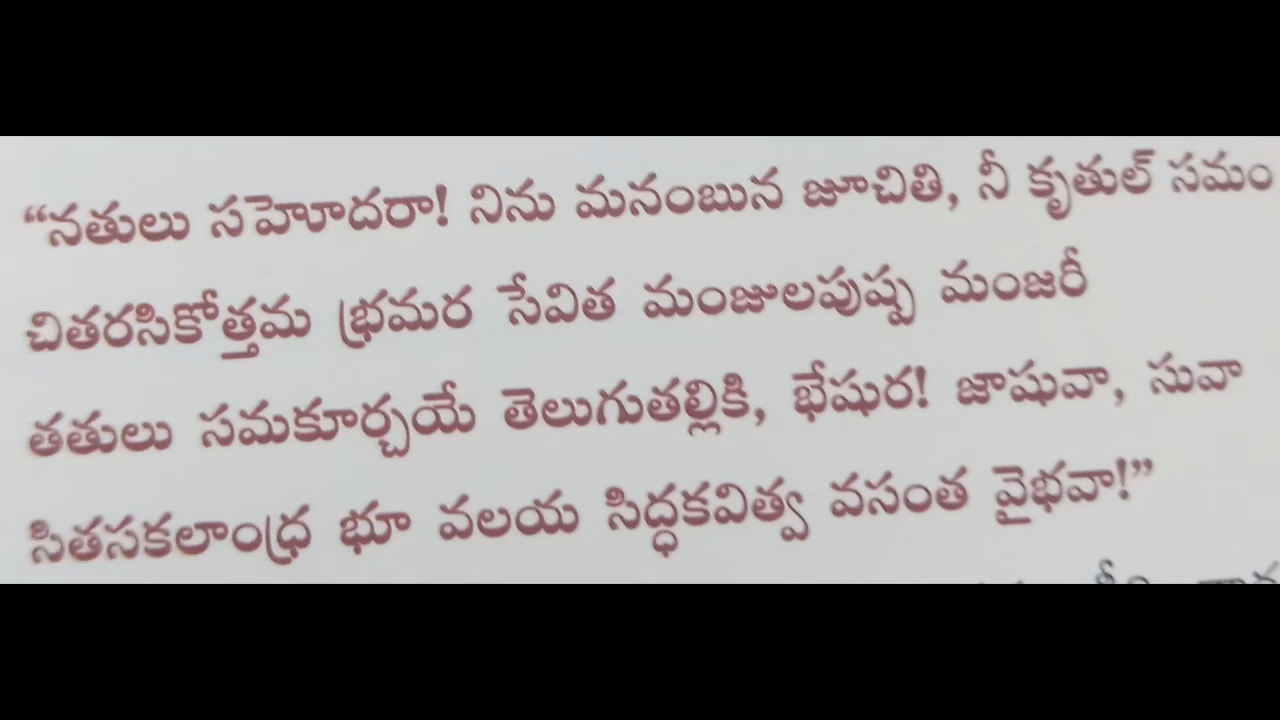 “నతులు సహోదరా! నిను మనంబున జూచితి, నీ కృతుల్ సమం
చితరసికోత్తమ భ్రమర సేవిత మంజులపుష్ప మంజరీ
తతులు సమకూర్చయే తెలుగుతల్లికి, భేషుర! జాషువా, సువా
సితసకలాంధ్ర భూ వలయ సిద్ధకవిత్వ వసంత వైభవా!”